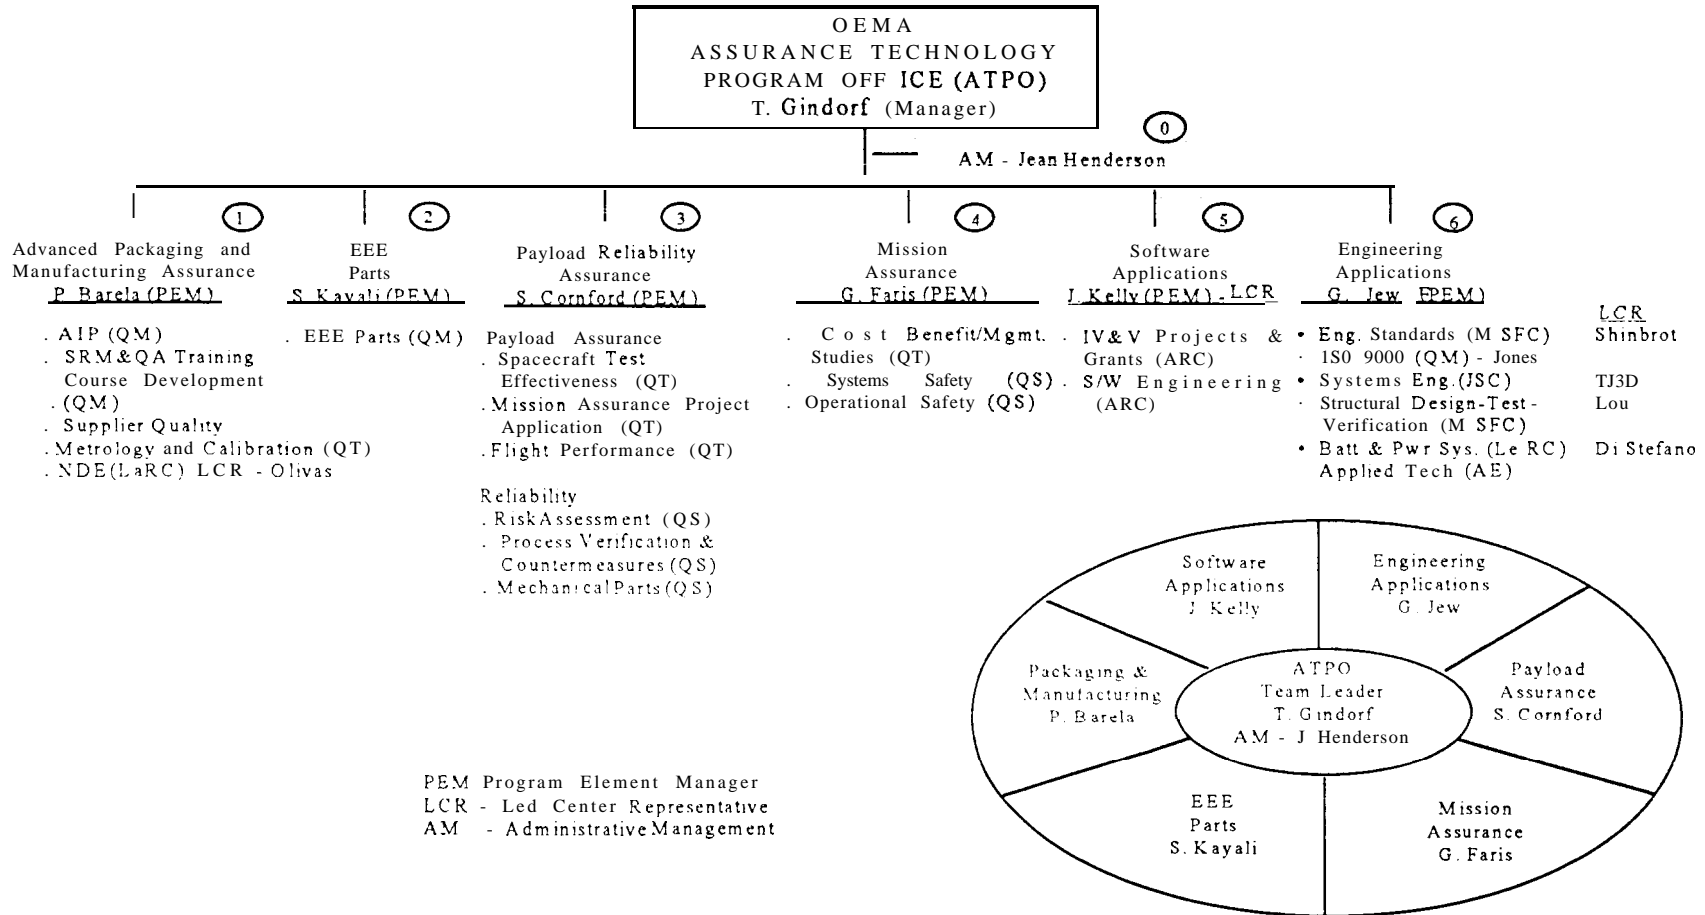 OEMA
ASSURANCE TECHNOLOGY
PROGRAM OFF ICE (ATPO)
T. Gindorf (Manager)
0
AM - Jean Henderson
1
Advanced Packaging and
Manufacturing Assurance
P. Barela (PEM)
. AIP (QM)
. SRM&QA Training
Course Development
. (QM)
. Supplier Quality
. Metrology and Calibration (QT)
. NDE (LaRC) LCR - Olivas
2
EEE
Parts
S. Kayali (PEM)
. EEE Parts (QM)
3
Payload Reliability
Assurance
S. Cornford (PEM)
Payload Assurance
. Spacecraft Test
Effectiveness (QT)
. Mission Assurance Project
Application (QT)
. Flight Performance (QT)
Reliability
. Risk Assessment (QS)
. Process Verification &
Countermeasures (QS)
. Mechanical Parts (QS)
4
Mission
Assurance
G. Faris (PEM)
. Cost Benefit/Mgmt.
Studies (QT)
. Systems Safety (QS)
. Operational Safety (QS)
5
Software
Applications
J. Kelly (PEM) - LCR
. IV&V Projects &
Grants (ARC)
. S/W Engineering
(ARC)
6
Engineering
Applications
G. Jew (PEM)
LCR
• Eng. Standards (M SFC) Shinbrot
· 1S0 9000 (QM) - Jones
• Systems Eng. (JSC) TJ3D
· Structural Design-Test- Lou
Verification (M SFC)
• Batt & Pwr Sys. (Le RC) Di Stefano
Applied Tech (AE)
Software
Applications
J Kelly
Engineering
Applications
G. Jew
Packaging &
Manufacturing
P. Barela
ATPO
Team Leader
T. Gindorf
AM - J Henderson
Payload
Assurance
S. Cornford
EEE
Parts
S. Kayali
Mission
Assurance
G. Faris
PEM Program Element Manager
LCR - Led Center Representative
AM - Administrative Management